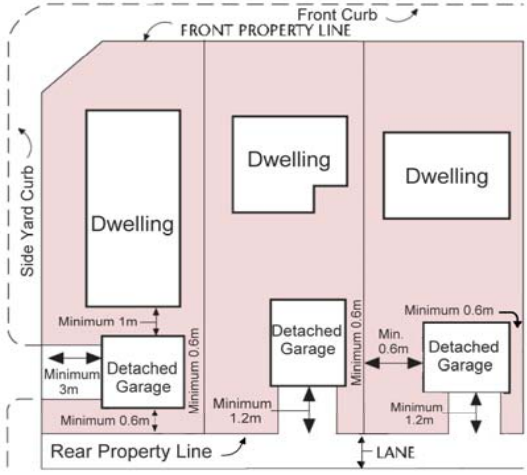 Front Curb
FRONT PROPERTY LINE
Side Yard Curb
Dwelling
Dwelling
Dwelling
Minimum 1m
Minimum 0.6m
Minimum 0.6m
Minimum 0.6m
Detached
Garage
Min.
0.6m
Detached
Garage
Detached
Garage
Minimum
3m
Minimum 0.6m
Minimum
1.2m
Minimum
1.2m
Rear Property Line
LANE